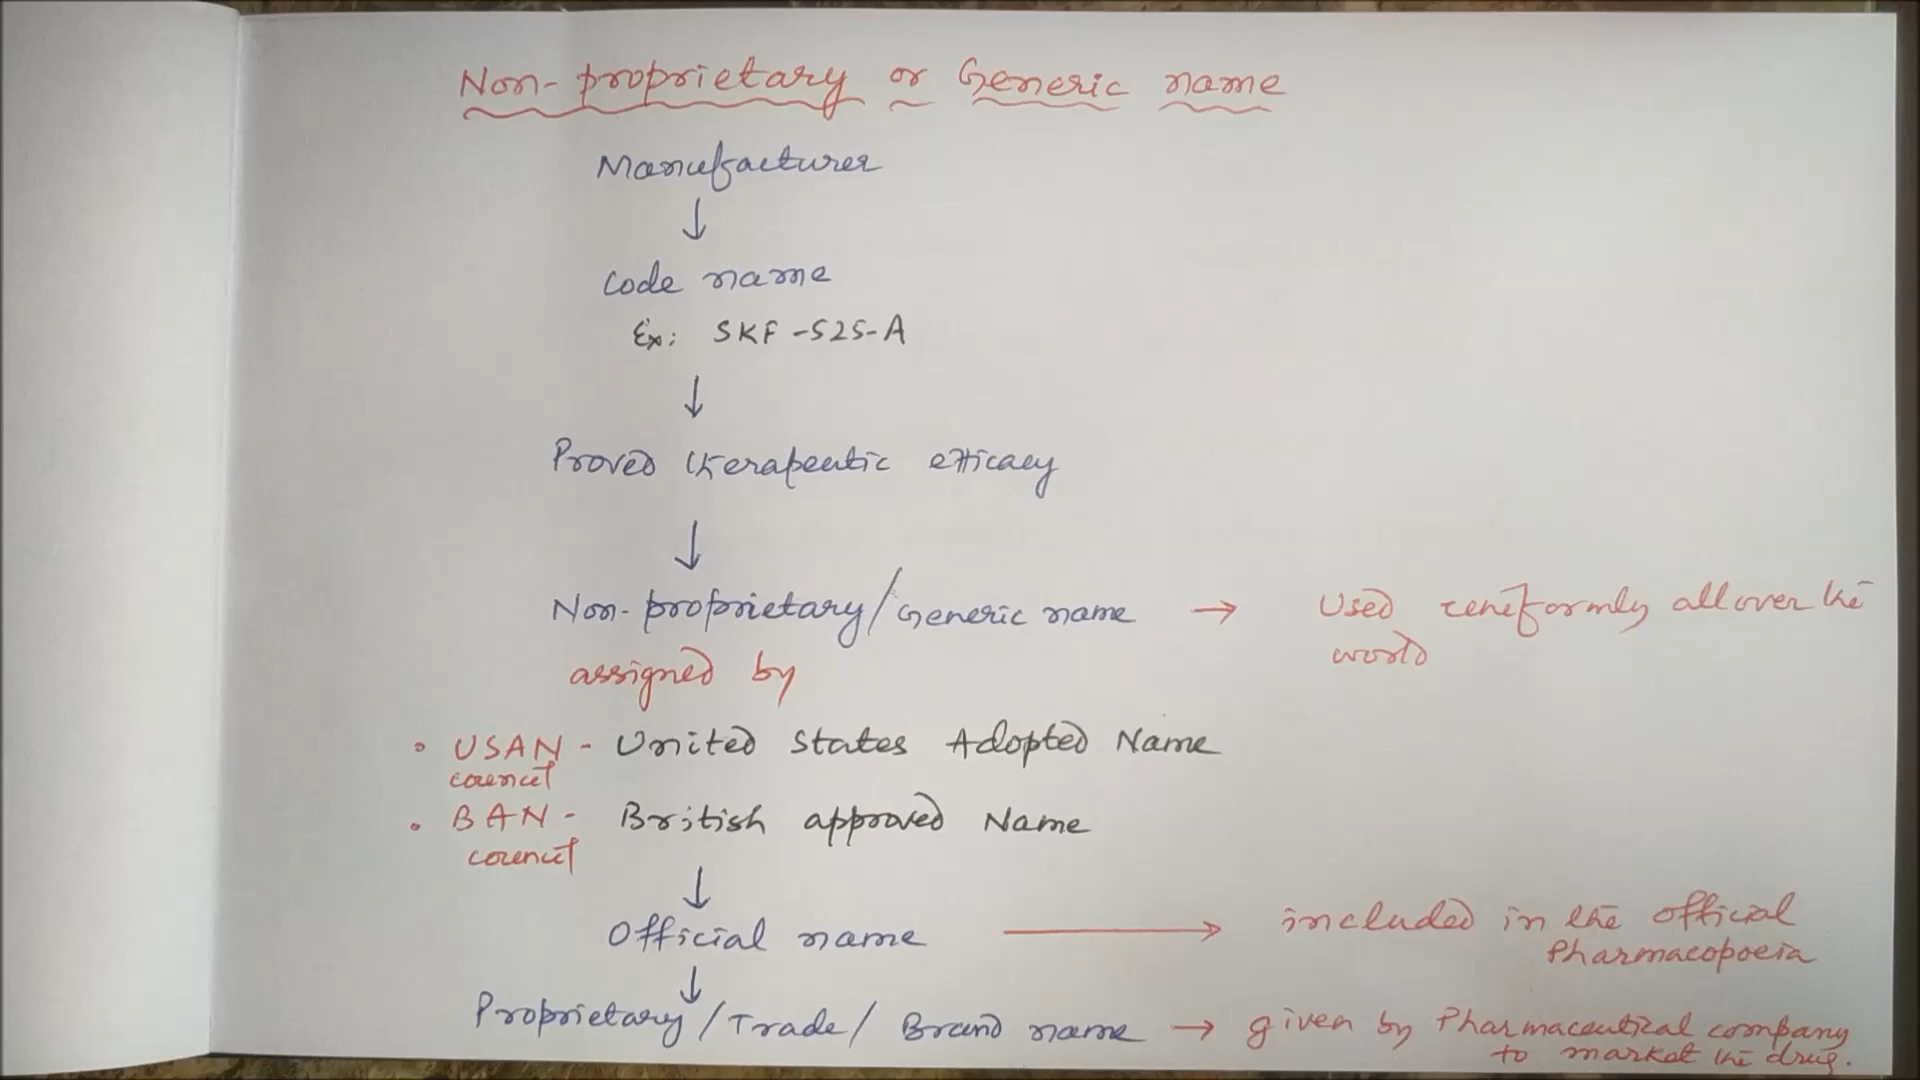 Non-proprietary or Generic name
Manufacturer
↓
Code name
Ex: SKF-525-A
↓
Proved therapeutic efficacy
↓
Non-proprietary/Generic name → Used uniformly all over the
world
assigned by
• USAN - United States Adopted Name
council
• BAN - British approved Name
council
↓
Official name → included in the official
Pharmacopoeia
↓
Proprietary/Trade/Brand name → given by Pharmaceutical company
to market the drug.